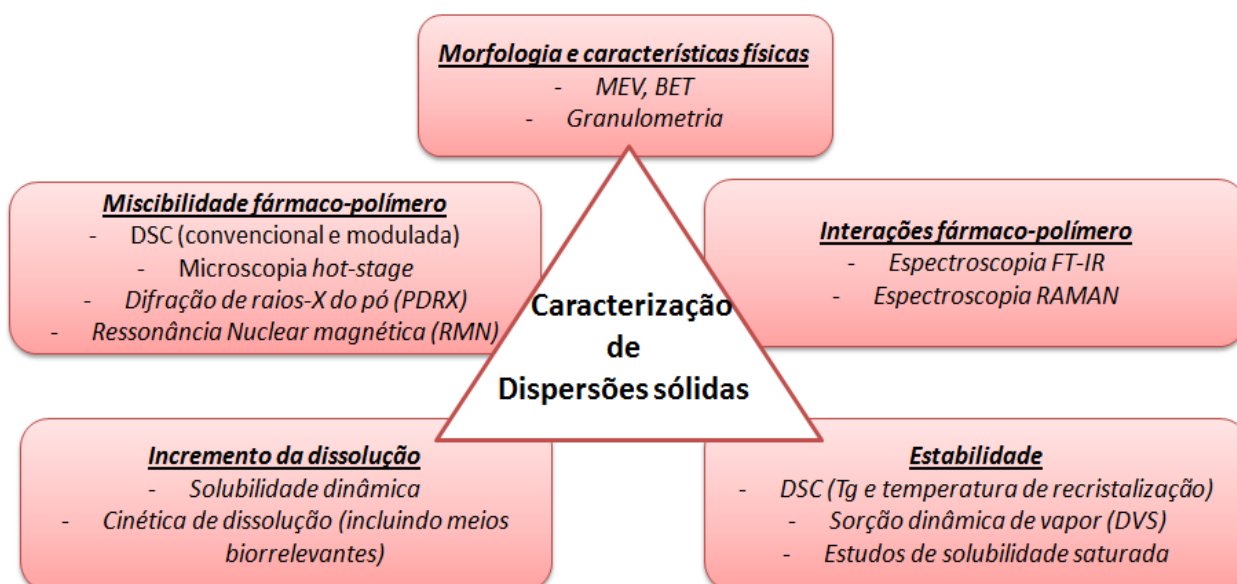 Morfologia e características físicas
- MEV, BET
- Granulometria
Miscibilidade fármaco-polímero
- DSC (convencional e modulada)
- Microscopia hot-stage
- Difração de raios-X do pó (PDRX)
- Ressonância Nuclear magnética (RMN)
Interações fármaco-polímero
- Espectroscopia FT-IR
- Espectroscopia RAMAN
Caracterização
de
Dispersões sólidas
Incremento da dissolução
- Solubilidade dinâmica
- Cinética de dissolução (incluindo meios
biorrelevantes)
Estabilidade
- DSC (Tg e temperatura de recristalização)
- Sorção dinâmica de vapor (DVS)
- Estudos de solubilidade saturada